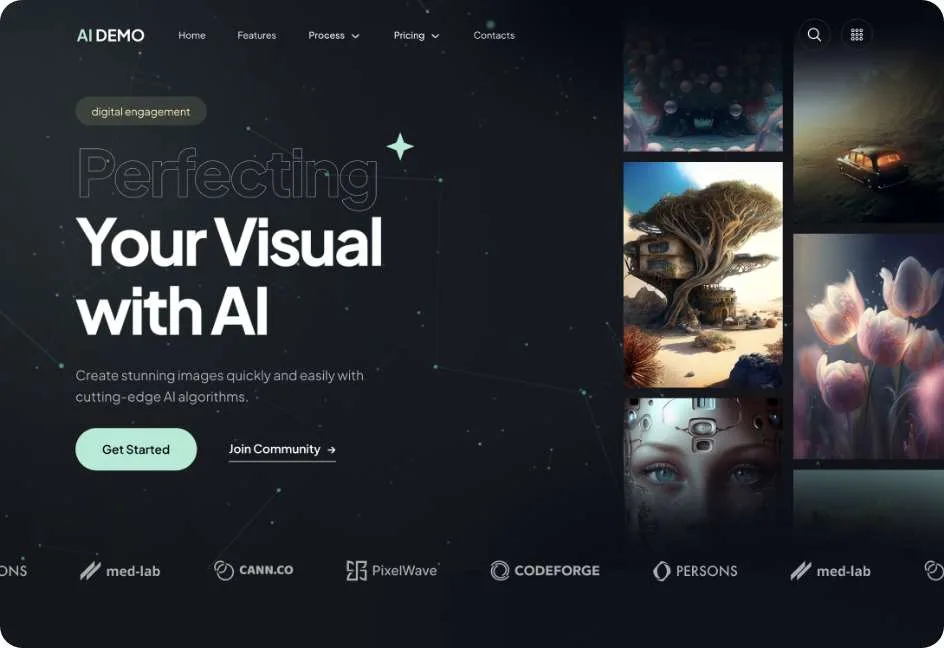 AI DEMO Home Features Process Pricing Contacts
digital engagement
Perfecting
Your Visual
with AI
Create stunning images quickly and easily with
cutting-edge AI algorithms.
Get Started Join Community →
ONS med-lab CANN.CO PixelWave CODEFORGE PERSONS med-lab